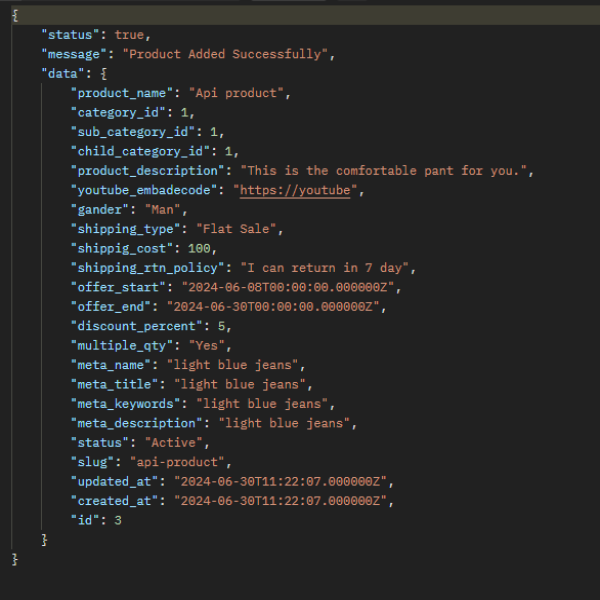 {
"status": true,
"message": "Product Added Successfully",
"data": {
"product_name": "Api product",
"category_id": 1,
"sub_category_id": 1,
"child_category_id": 1,
"product_description": "This is the comfortable pant for you.",
"youtube_embadecode": "https://youtube",
"gander": "Man",
"shipping_type": "Flat Sale",
"shippig_cost": 100,
"shipping_rtn_policy": "I can return in 7 day",
"offer_start": "2024-06-08T00:00:00.000000Z",
"offer_end": "2024-06-30T00:00:00.000000Z",
"discount_percent": 5,
"multiple_qty": "Yes",
"meta_name": "light blue jeans",
"meta_title": "light blue jeans",
"meta_keywords": "light blue jeans",
"meta_description": "light blue jeans",
"status": "Active",
"slug": "api-product",
"updated_at": "2024-06-30T11:22:07.000000Z",
"created_at": "2024-06-30T11:22:07.000000Z",
"id": 3
}
}